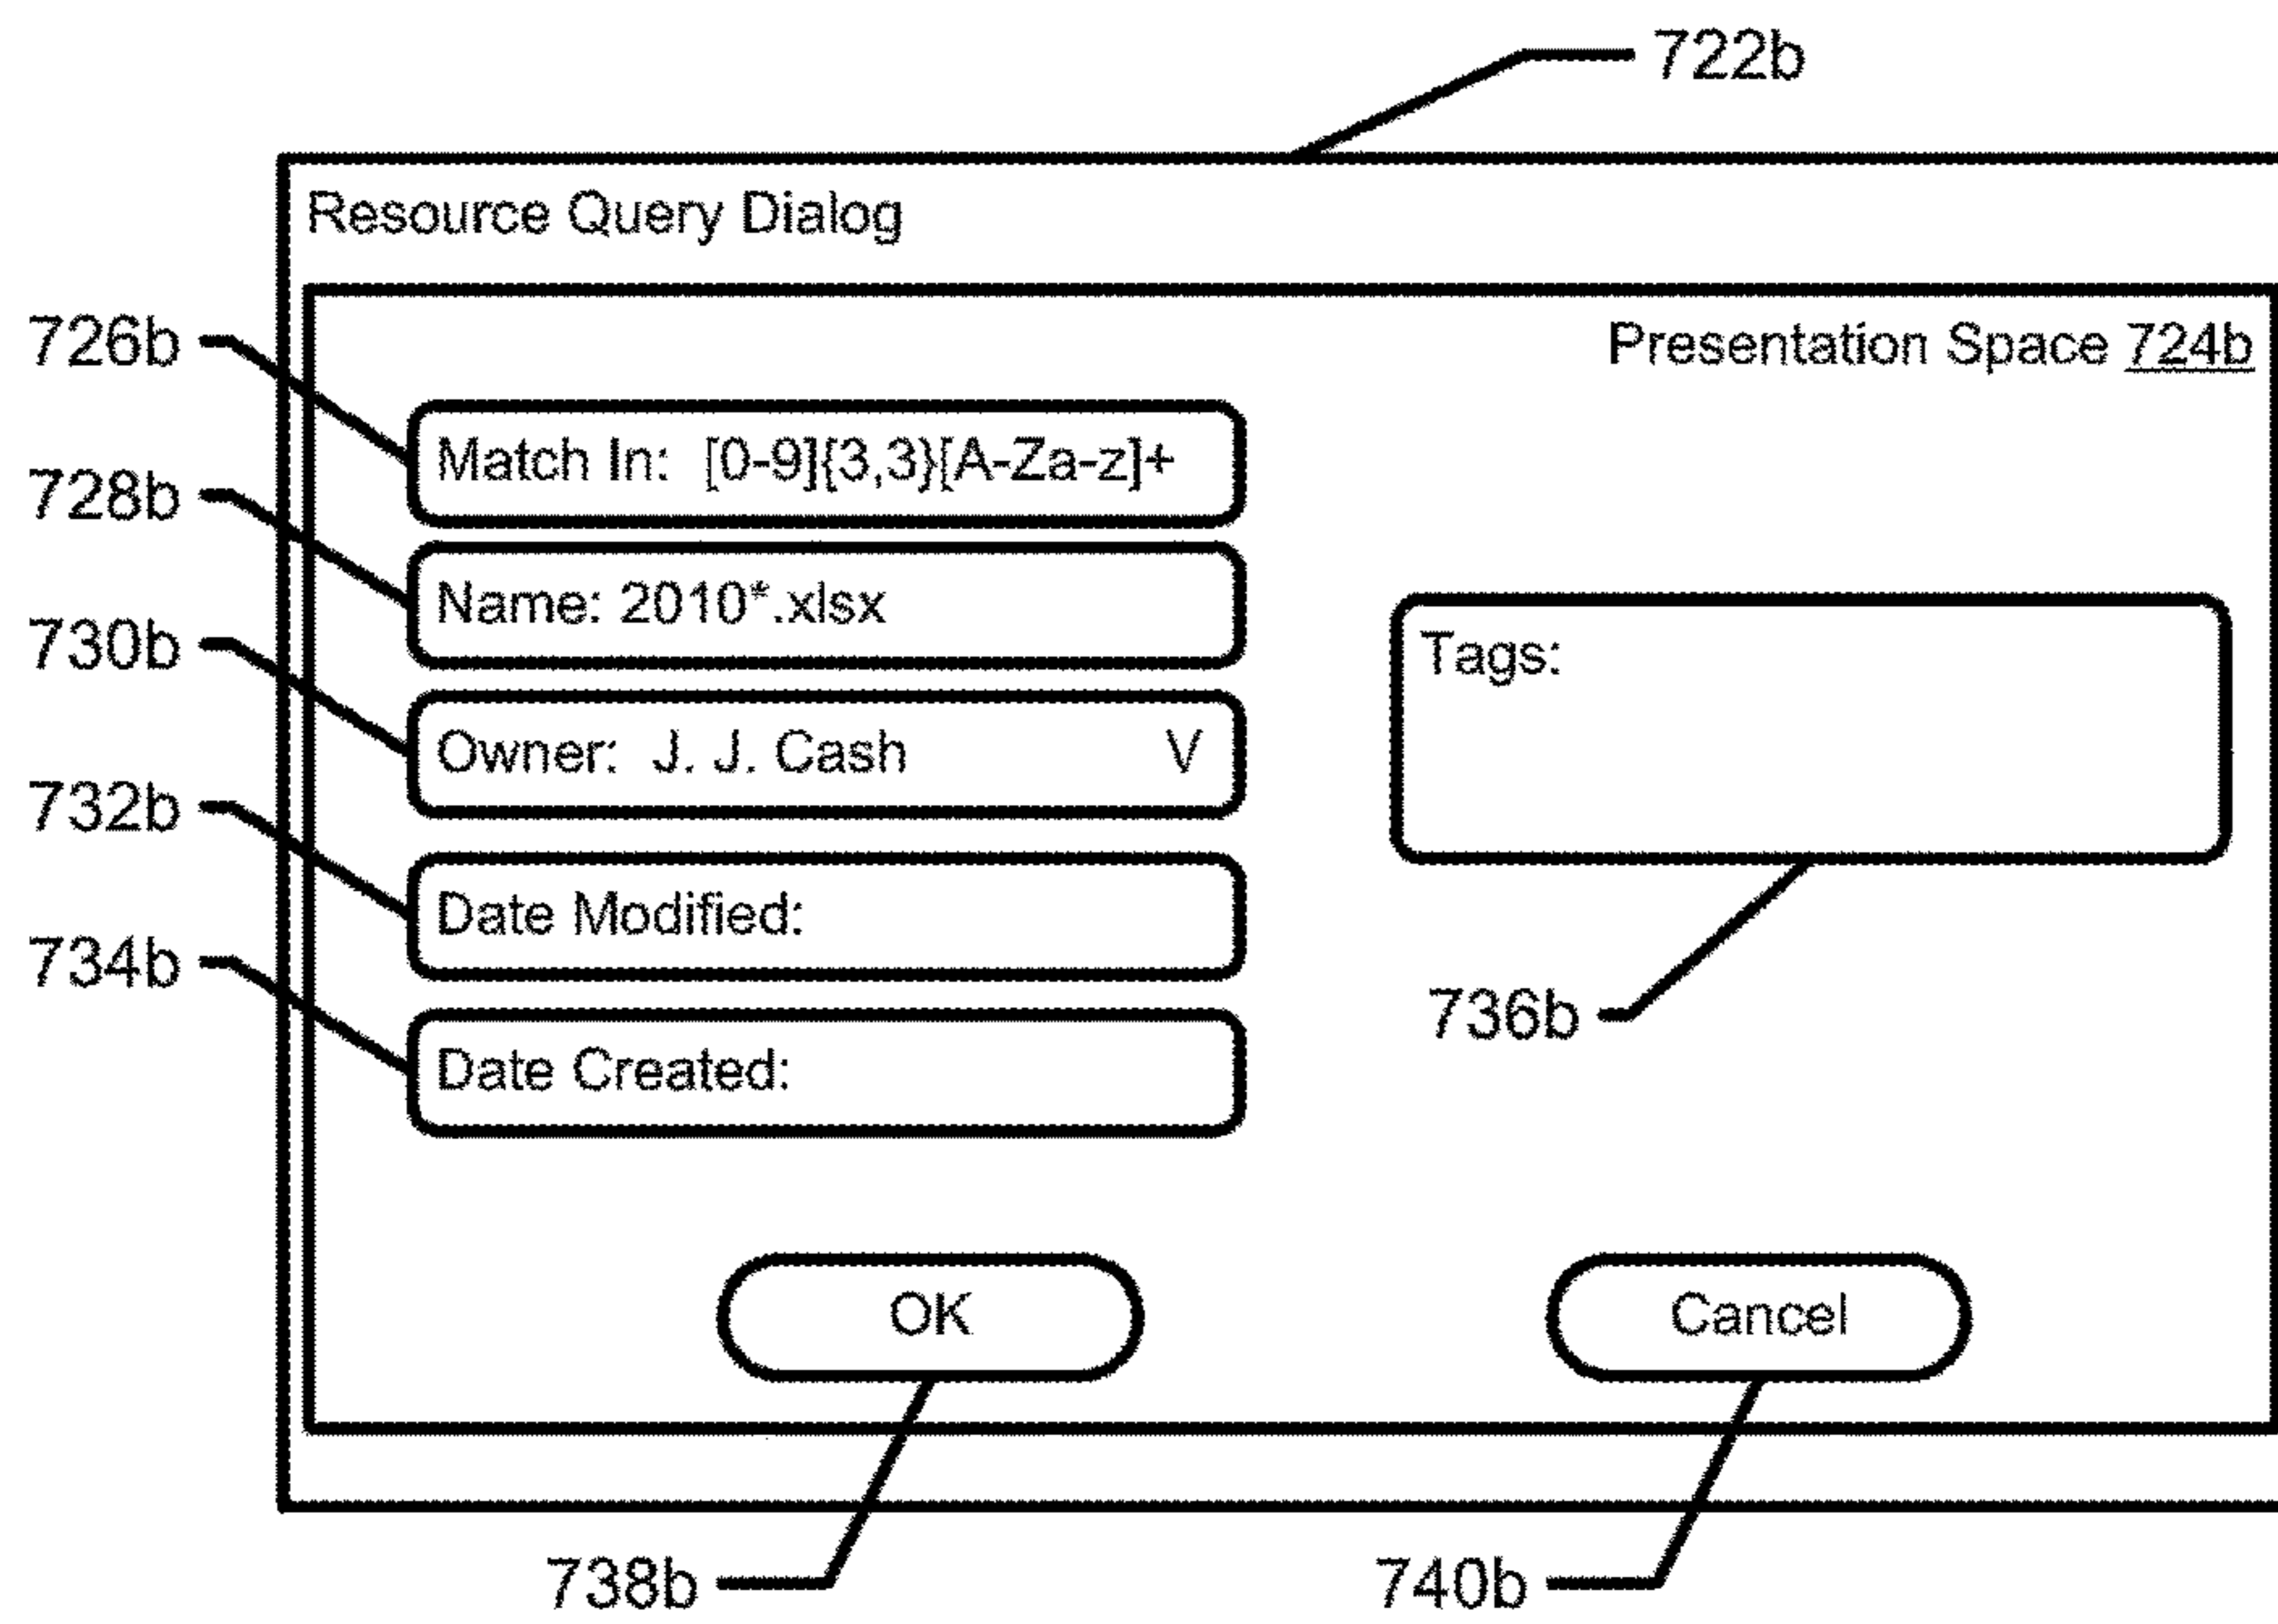 722b
Resource Query Dialog
Presentation Space 724b
726b
Match In: [0-9]{3,3}[A-Za-z]+
728b
Name: 2010*.xlsx
730b
Owner: J. J. Cash V
732b
Date Modified:
734b
Date Created:
Tags:
736b
OK
Cancel
738b
740b